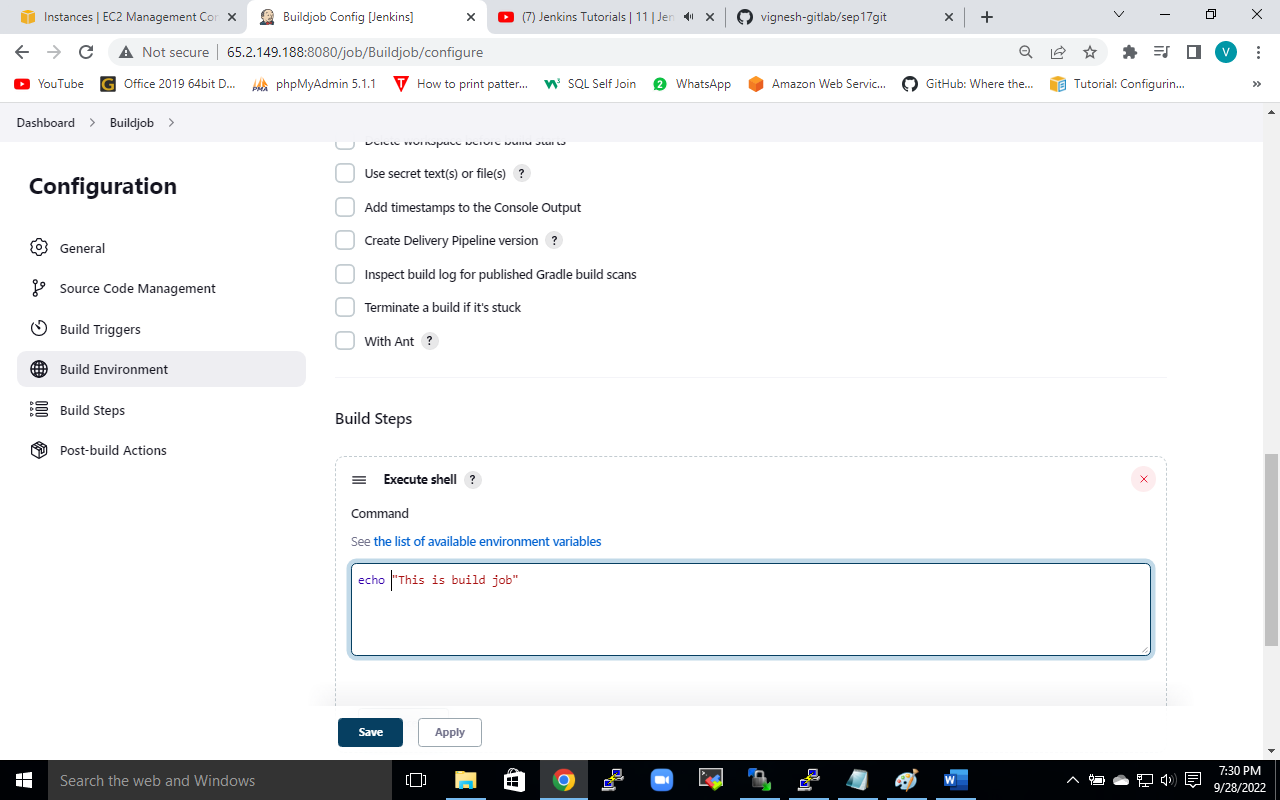 Instances | EC2 Management Con
Buildjob Config [Jenkins]
(7) Jenkins Tutorials | 11 | Jen
vignesh-gitlab/sep17git
Not secure
65.2.149.188:8080/job/Buildjob/configure
V
YouTube
Office 2019 64bit D...
phpMyAdmin 5.1.1
How to print patter...
SQL Self Join
WhatsApp
Amazon Web Servic...
GitHub: Where the...
Tutorial: Configurin...
»
Dashboard
Buildjob
Configuration
General
Source Code Management
Build Triggers
Build Environment
Build Steps
Post-build Actions
Delete workspace before build starts
Use secret text(s) or file(s) ?
Add timestamps to the Console Output
Create Delivery Pipeline version ?
Inspect build log for published Gradle build scans
Terminate a build if it's stuck
With Ant ?
Build Steps
Execute shell ?
Command
See the list of available environment variables
echo "This is build job"
Save
Apply
Search the web and Windows
7:30 PM
9/28/2022